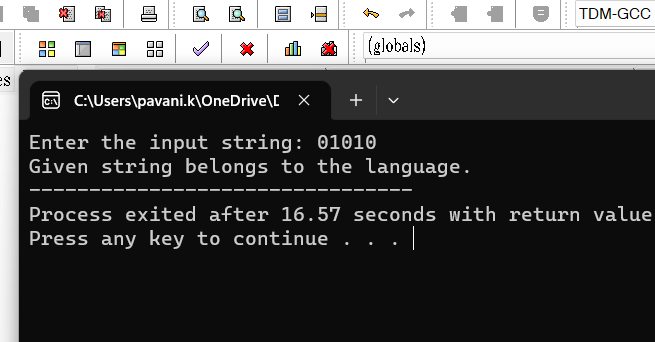 TDM-GCC
(globals)
es
C:\Users\pavani.k\OneDrive\D
Enter the input string: 01010
Given string belongs to the language.
--------------------------------
Process exited after 16.57 seconds with return value
Press any key to continue . . .